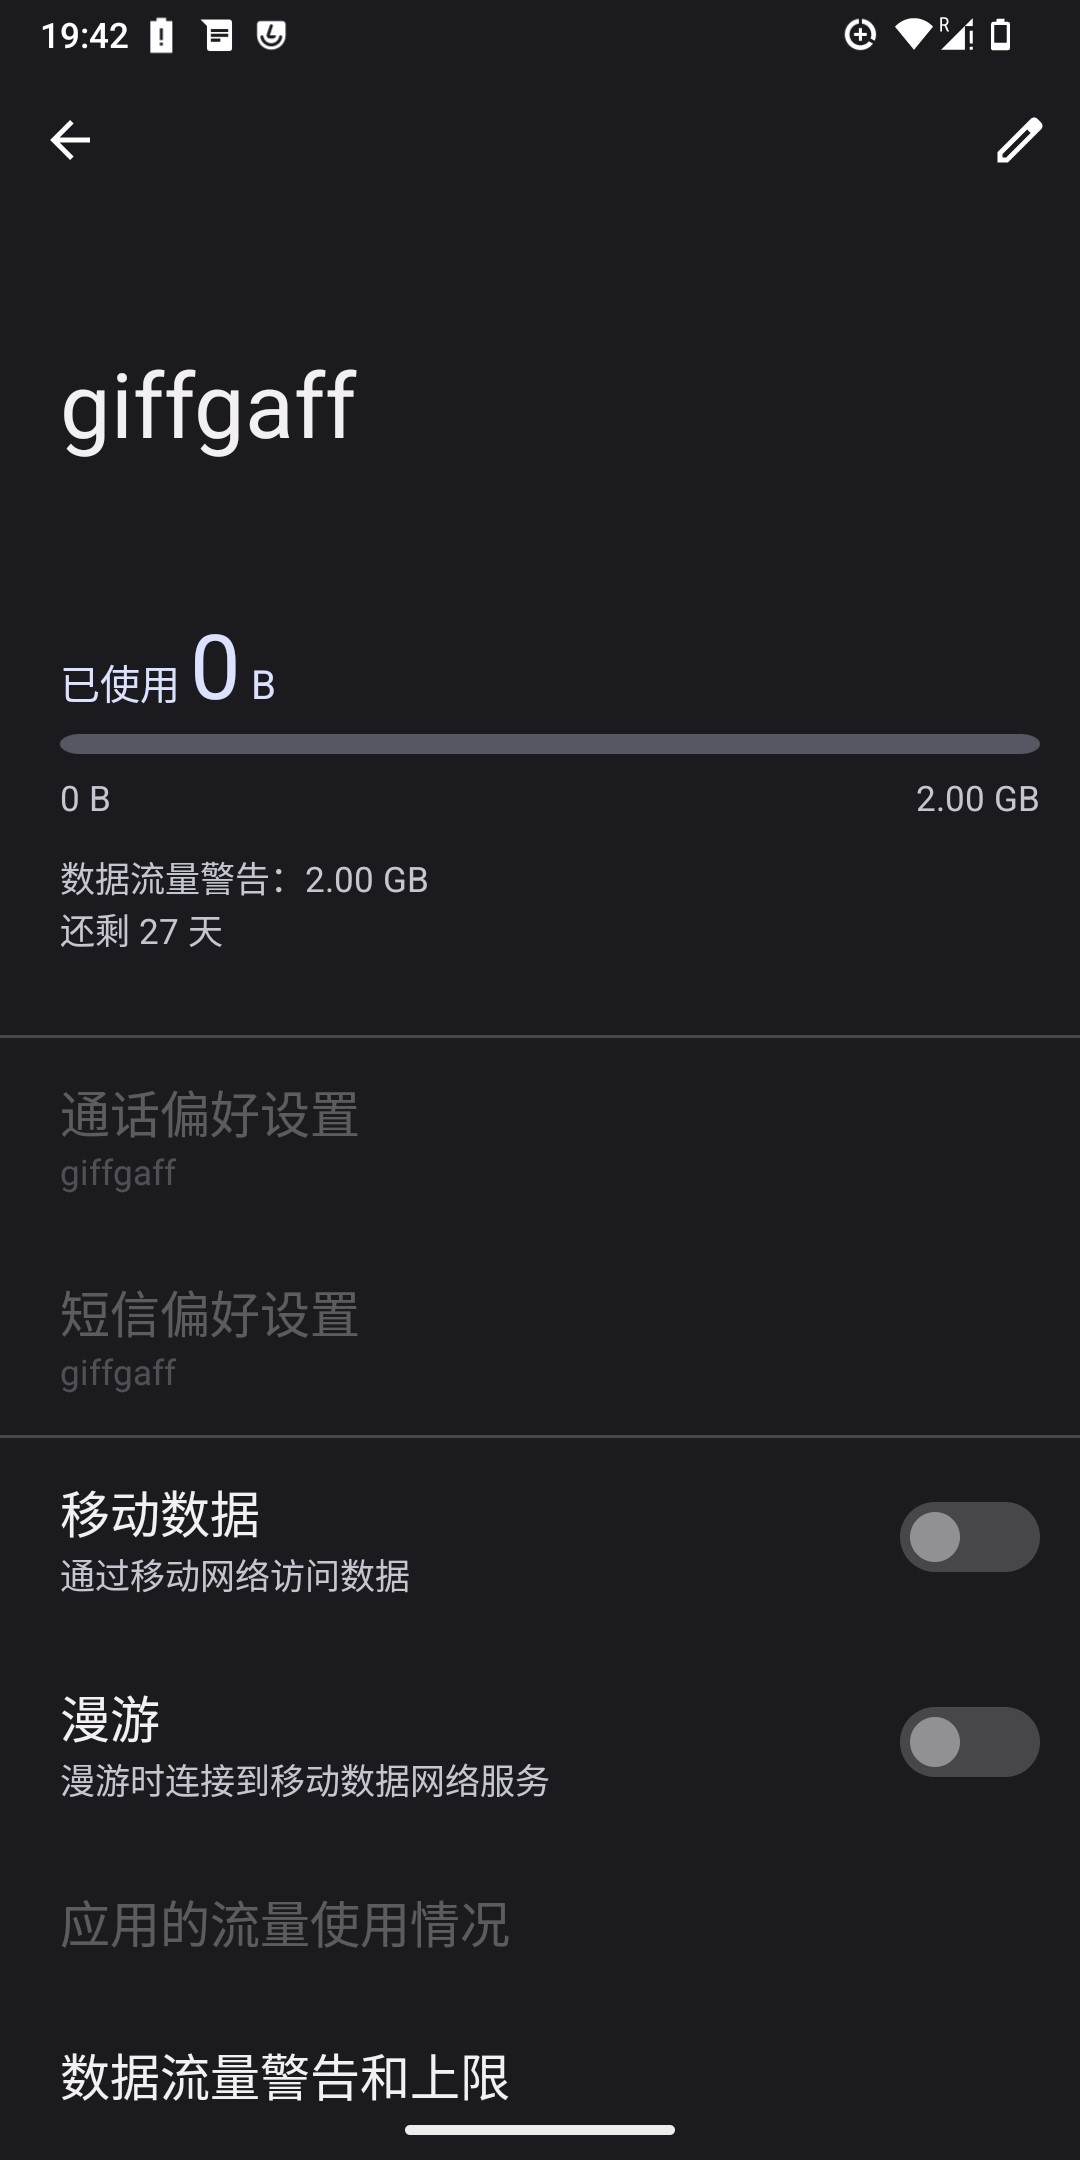 19:42
R
giffgaff
已使用 0 B
0 B 2.00 GB
数据流量警告：2.00 GB
还剩 27 天
通话偏好设置
giffgaff
短信偏好设置
giffgaff
移动数据
通过移动网络访问数据
漫游
漫游时连接到移动数据网络服务
应用的流量使用情况
数据流量警告和上限